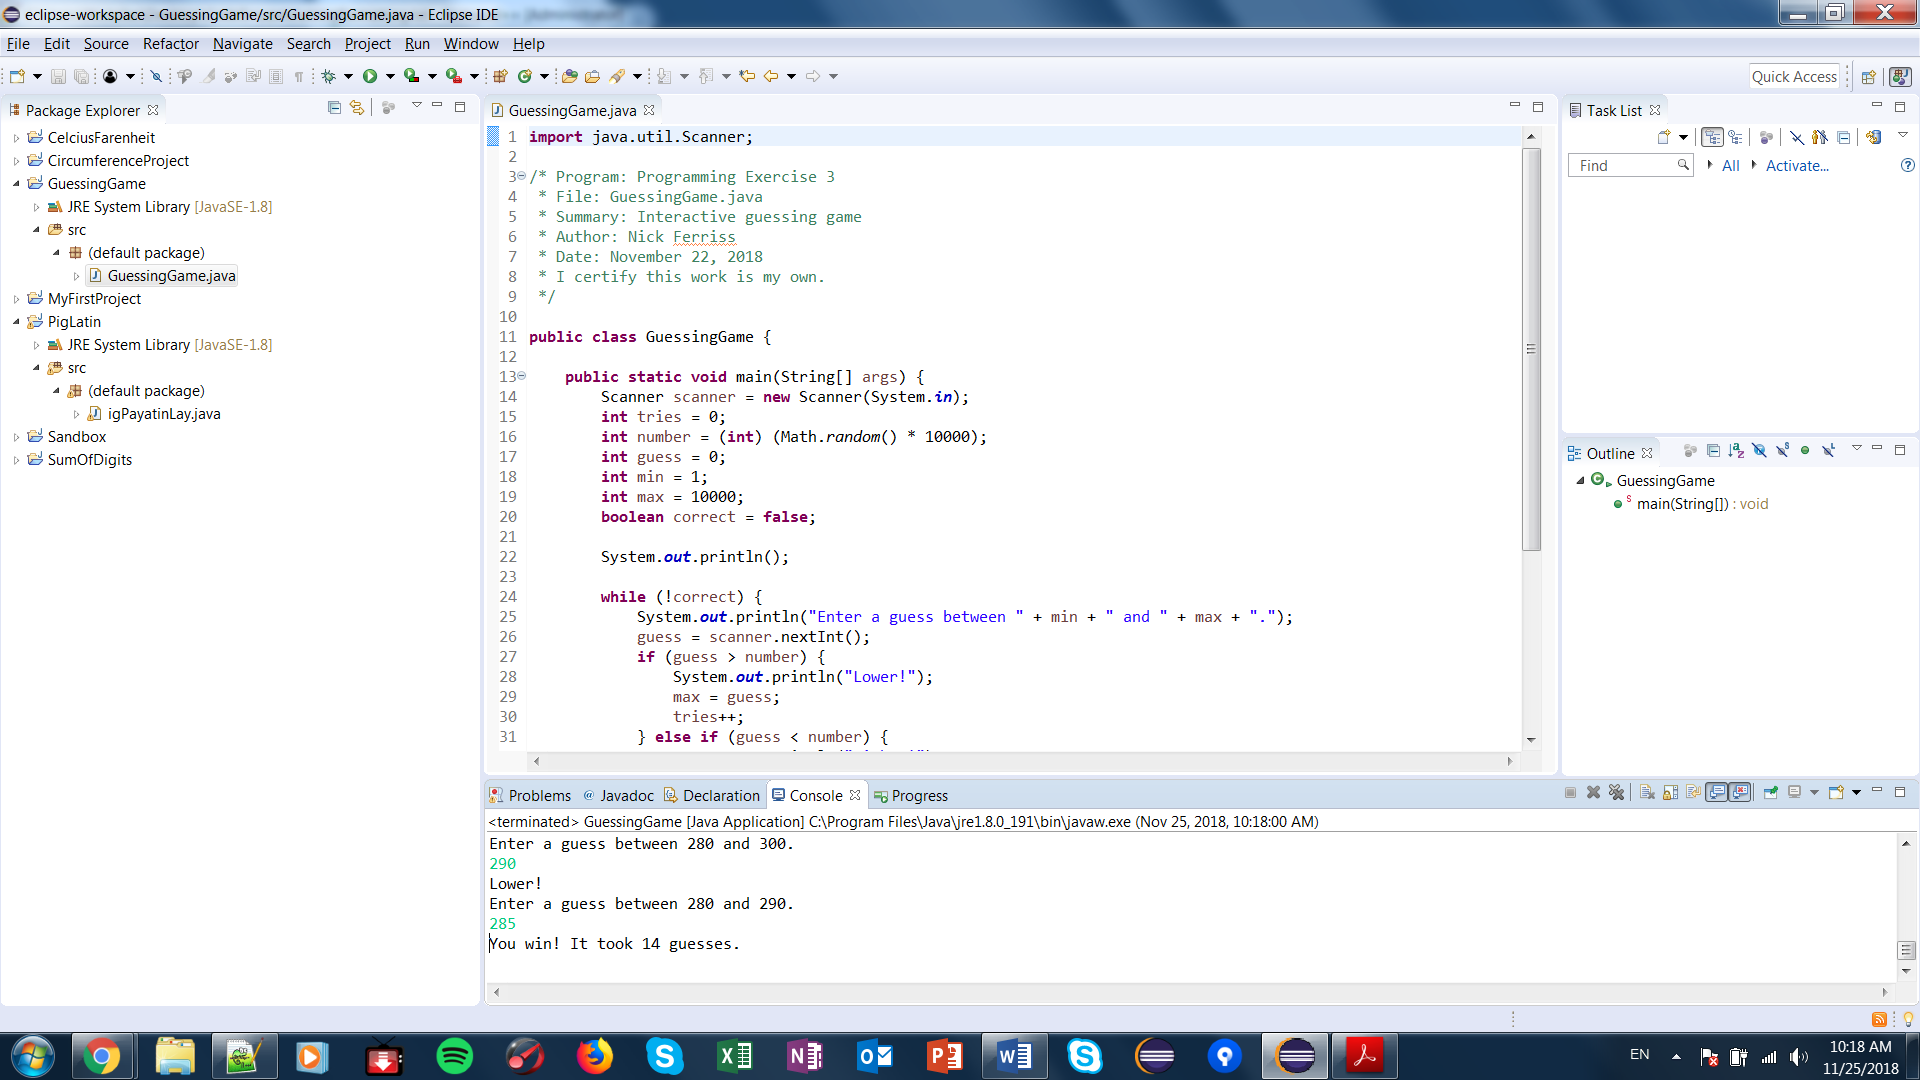 eclipse-workspace - GuessingGame/src/GuessingGame.java - Eclipse IDE
File Edit Source Refactor Navigate Search Project Run Window Help
Quick Access
Package Explorer
CelciusFarenheit
CircumferenceProject
GuessingGame
JRE System Library [JavaSE-1.8]
src
(default package)
GuessingGame.java
MyFirstProject
PigLatin
JRE System Library [JavaSE-1.8]
src
(default package)
igPayatinLay.java
Sandbox
SumOfDigits
GuessingGame.java
1 import java.util.Scanner;
2
3 /* Program: Programming Exercise 3
4  * File: GuessingGame.java
5  * Summary: Interactive guessing game
6  * Author: Nick Ferriss
7  * Date: November 22, 2018
8  * I certify this work is my own.
9  */
10
11 public class GuessingGame {
12
13     public static void main(String[] args) {
14         Scanner scanner = new Scanner(System.in);
15         int tries = 0;
16         int number = (int) (Math.random() * 10000);
17         int guess = 0;
18         int min = 1;
19         int max = 10000;
20         boolean correct = false;
21
22         System.out.println();
23
24         while (!correct) {
25             System.out.println("Enter a guess between " + min + " and " + max + ".");
26             guess = scanner.nextInt();
27             if (guess > number) {
28                 System.out.println("Lower!");
29                 max = guess;
30                 tries++;
31             } else if (guess < number) {
Task List
Find
All
Activate...
Outline
GuessingGame
main(String[]) : void
Problems @ Javadoc Declaration Console Progress
<terminated> GuessingGame [Java Application] C:\Program Files\Java\jre1.8.0_191\bin\javaw.exe (Nov 25, 2018, 10:18:00 AM)
Enter a guess between 280 and 300.
290
Lower!
Enter a guess between 280 and 290.
285
You win! It took 14 guesses.
EN
10:18 AM
11/25/2018